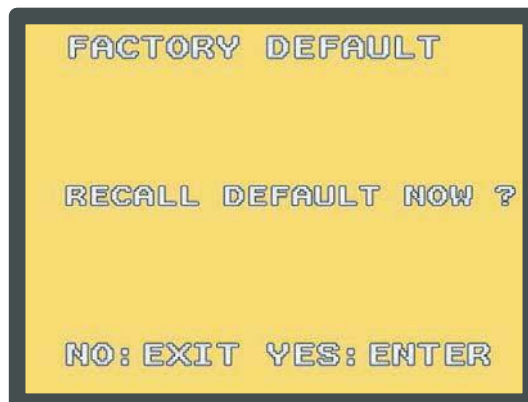 FACTORY DEFAULT
RECALL DEFAULT NOW ?
NO: EXIT YES: ENTER